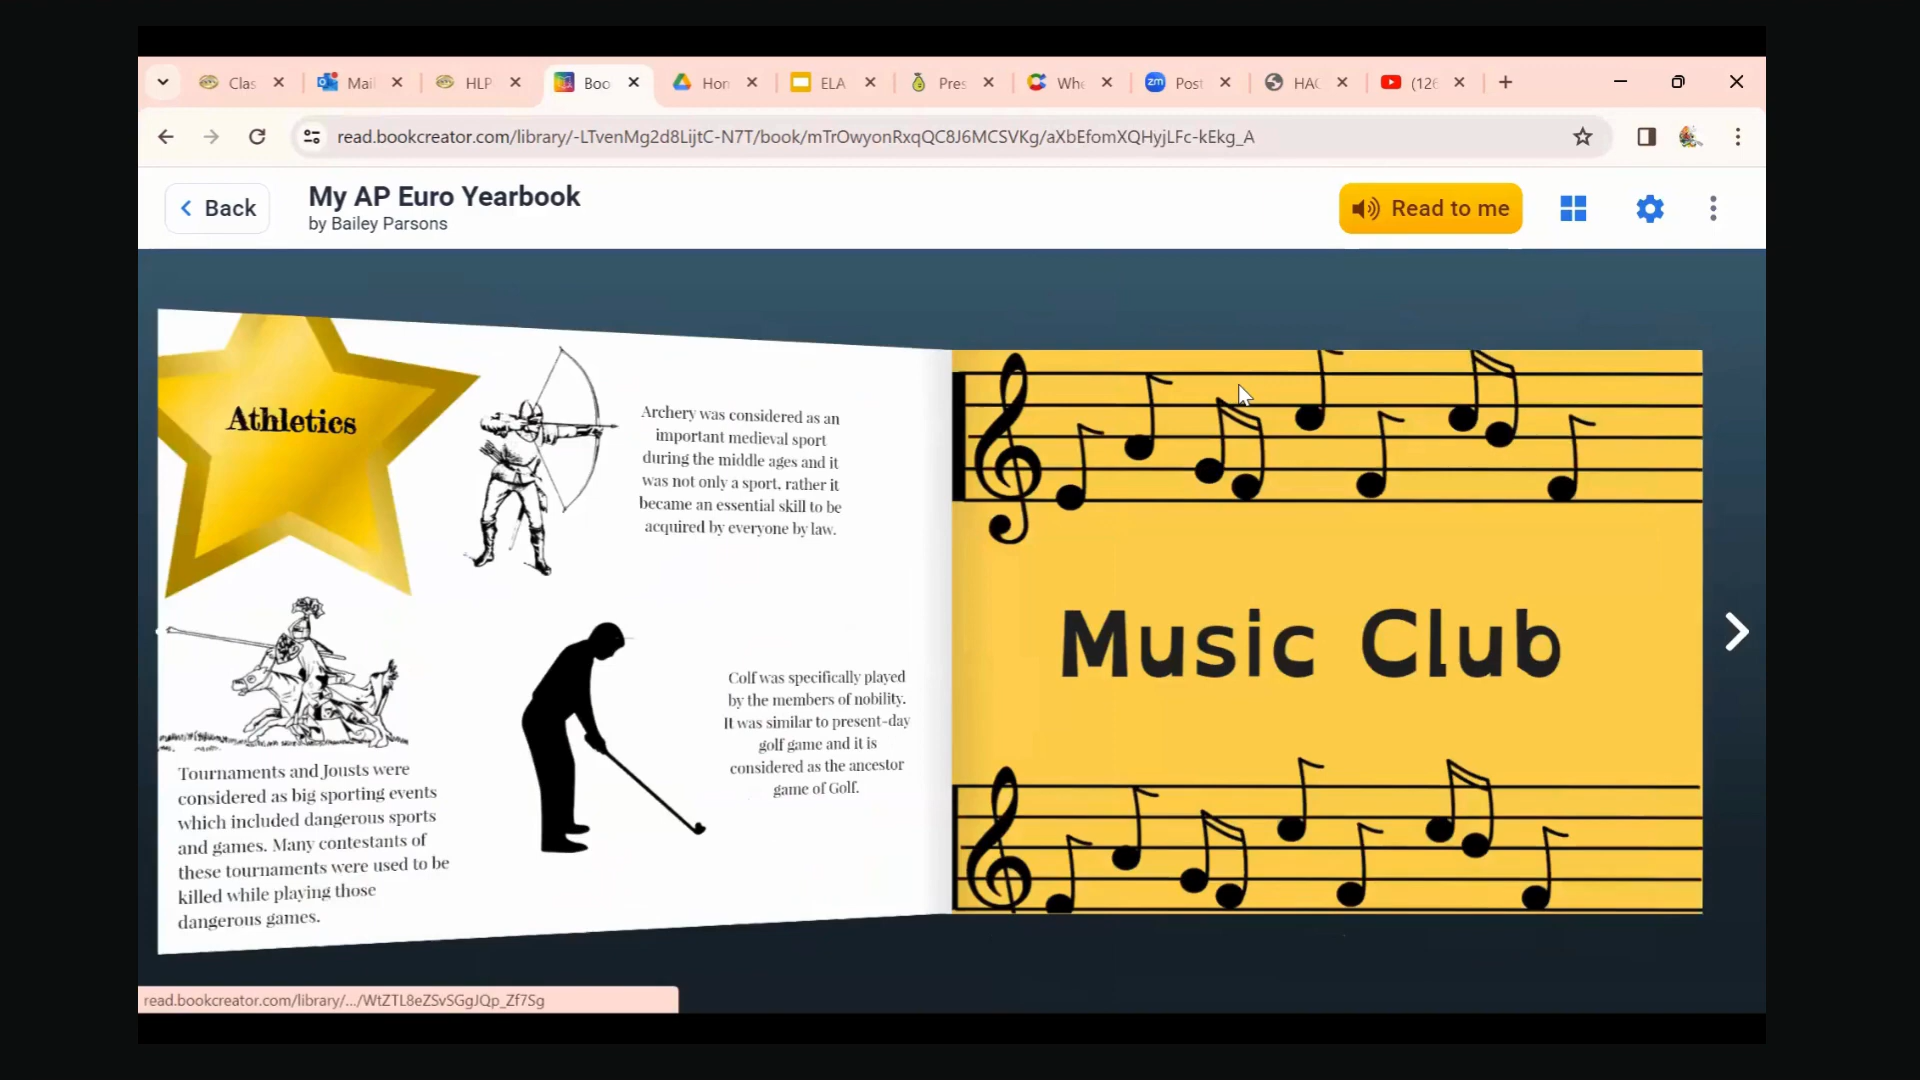 Clas
Mail
HLP
Boo
Hon
ELA
Pres
Whe
zm
Post
HAC
(126
read.bookcreator.com/library/-LTvenMg2d8LijtC-N7T/book/mTrOwyonRxqQC8J6MCSVKg/aXbEfomXQHyjLFc-kEkg_A
Back
My AP Euro Yearbook
by Bailey Parsons
Read to me
Athletics
Archery was considered as an
important medieval sport
during the middle ages and it
was not only a sport, rather it
became an essential skill to be
acquired by everyone by law.
Tournaments and Jousts were
considered as big sporting events
which included dangerous sports
and games. Many contestants of
these tournaments were used to be
killed while playing those
dangerous games.
Colf was specifically played
by the members of nobility.
It was similar to present-day
golf game and it is
considered as the ancestor
game of Golf.
Music Club
read.bookcreator.com/library/.../WtZTL8eZSvSGgJQp_Zf7Sg